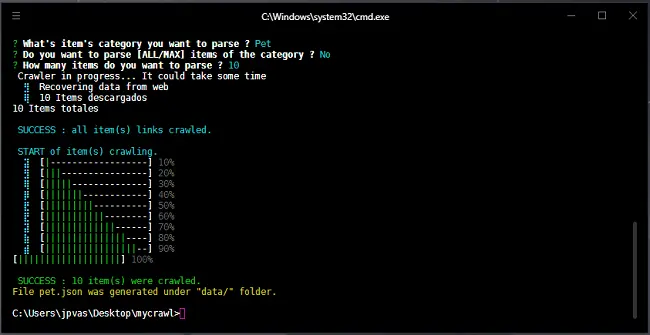 C:\Windows\system32\cmd.exe
? What's item's category you want to parse ? Pet
? Do you want to parse [ALL/MAX] items of the category ? No
? How many items do you want to parse ? 10
Crawler in progress... It could take some time
Recovering data from web
10 Items descargados
10 Items totales
SUCCESS : all item(s) links crawled.
START of item(s) crawling.
[|------------------] 10%
[|||----------------] 20%
[|||||--------------] 30%
[|||||||------------] 40%
[|||||||||----------] 50%
[|||||||||||--------] 60%
[|||||||||||||------] 70%
[|||||||||||||||----] 80%
[|||||||||||||||||--] 90%
[|||||||||||||||||||] 100%
SUCCESS : 10 item(s) were crawled.
File pet.json was generated under "data/" folder.
C:\Users\jpvas\Desktop\mycrawl>